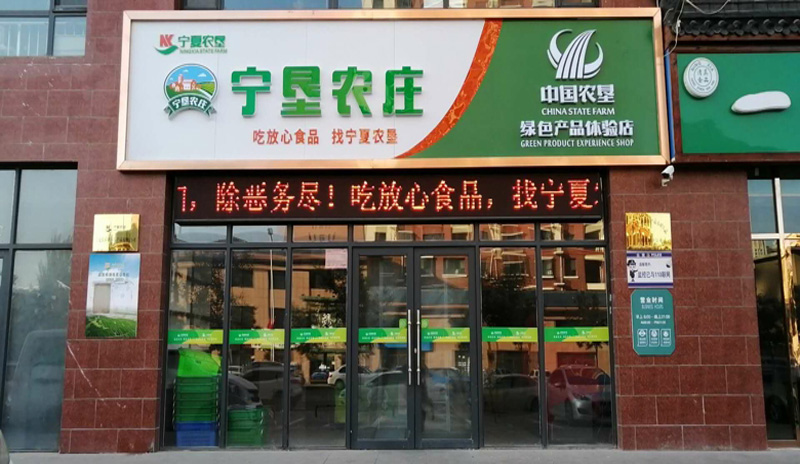 宁夏农垦
NINGXIA STATE FARM
宁垦农庄
宁垦农庄
吃放心食品 找宁夏农垦
中国农垦
CHINA STATE FARM
绿色产品体验店
GREEN PRODUCT EXPERIENCE SHOP
，除恶务尽！吃放心食品，找宁夏
营业时间